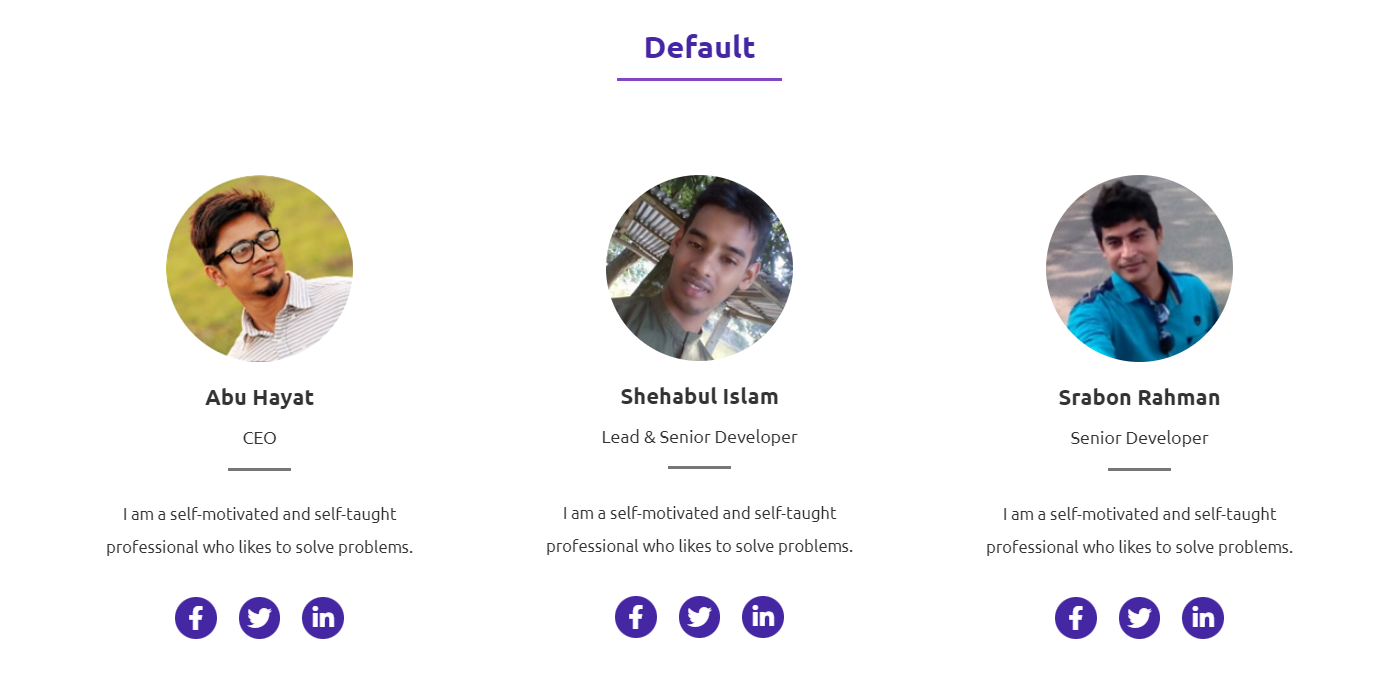 Default
Abu Hayat
CEO
I am a self-motivated and self-taught
professional who likes to solve problems.
Shehabul Islam
Lead & Senior Developer
I am a self-motivated and self-taught
professional who likes to solve problems.
Srabon Rahman
Senior Developer
I am a self-motivated and self-taught
professional who likes to solve problems.